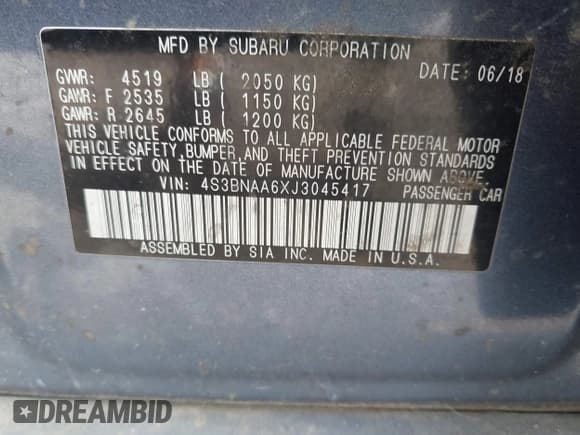 MFD BY SUBARU CORPORATION
GVWR: 4519 LB ( 2050 KG) DATE: 06/18
GAWR: F 2535 LB ( 1150 KG)
GAWR: R 2645 LB ( 1200 KG)
THIS VEHICLE CONFORMS TO ALL APPLICABLE FEDERAL MOTOR
VEHICLE SAFETY, BUMPER, AND THEFT PREVENTION STANDARDS
IN EFFECT ON THE DATE OF MANUFACTURE SHOWN ABOVE.
VIN: 4S3BNAA6XJ3045417 PASSENGER CAR
ASSEMBLED BY SIA INC. MADE IN U.S.A.
DREAMBID